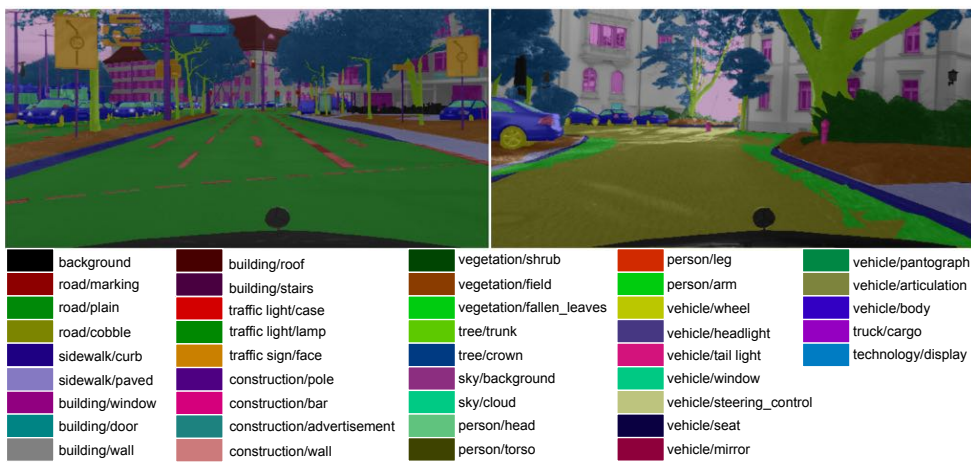 background
road/marking
road/plain
road/cobble
sidewalk/curb
sidewalk/paved
building/window
building/door
building/wall
building/roof
building/stairs
traffic light/case
traffic light/lamp
traffic sign/face
construction/pole
construction/bar
construction/advertisement
construction/wall
vegetation/shrub
vegetation/field
vegetation/fallen_leaves
tree/trunk
tree/crown
sky/background
sky/cloud
person/head
person/torso
person/leg
person/arm
vehicle/wheel
vehicle/headlight
vehicle/tail light
vehicle/window
vehicle/steering_control
vehicle/seat
vehicle/mirror
vehicle/pantograph
vehicle/articulation
vehicle/body
truck/cargo
technology/display